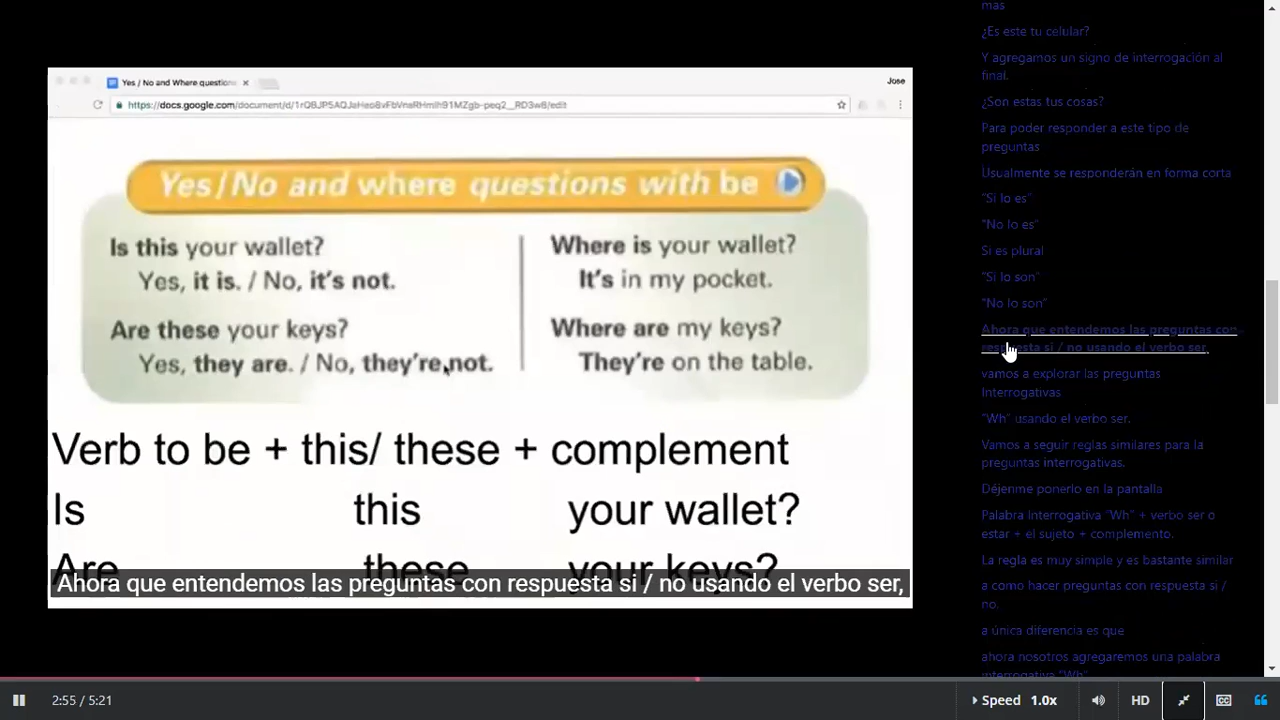 Yes / No and Where question
Jose
Yes/No and where questions with be
Is this your wallet?
Yes, it is. / No, it's not.
Are these your keys?
Yes, they are. / No, they're not.
Where is your wallet?
It's in my pocket.
Where are my keys?
They're on the table.
Verb to be + this/ these + complement
Is this your wallet?
Are these your keys?
Ahora que entendemos las preguntas con respuesta si / no usando el verbo ser,
mas
¿Es este tu celular?
Y agregamos un signo de interrogación al
final.
¿Son estas tus cosas?
Para poder responder a este tipo de
preguntas
Usualmente se responderán en forma corta
"Si lo es"
"No lo es"
Si es plural
"Si lo son"
"No lo son"
Ahora que entendemos las preguntas con
respuesta si / no usando el verbo ser,
vamos a explorar las preguntas
Interrogativas
"Wh" usando el verbo ser.
Vamos a seguir reglas similares para la
preguntas interrogativas.
Déjenme ponerlo en la pantalla
Palabra Interrogativa "Wh" + verbo ser o
estar + el sujeto + complemento.
La regla es muy simple y es bastante similar
a como hacer preguntas con respuesta si /
no.
a única diferencia es que
ahora nosotros agregaremos una palabra
interrogativa "Wh"
2:55 / 5:21
Speed 1.0x
HD
CC